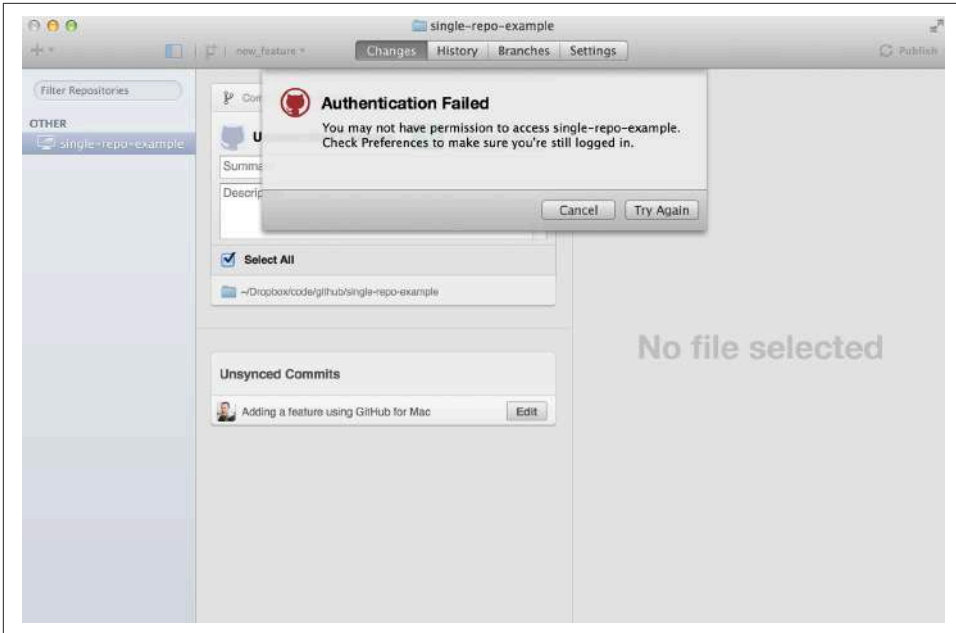 single-repo-example
new_feature
Changes History Branches Settings
Publish
Filter Repositories
OTHER
single-repo-example
Authentication Failed
You may not have permission to access single-repo-example.
Check Preferences to make sure you're still logged in.
Cancel Try Again
Select All
~/Dropbox/code/github/single-repo-example
No file selected
Unsynced Commits
Adding a feature using GitHub for Mac
Edit